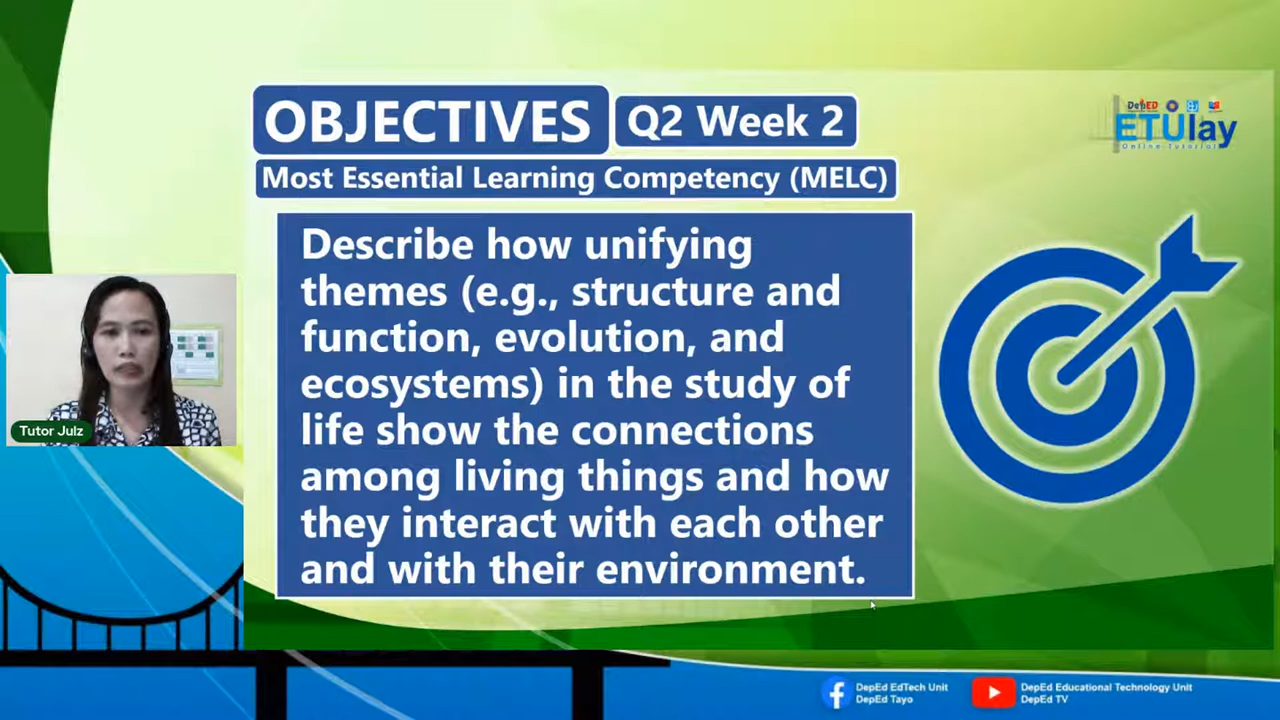 OBJECTIVES
Q2 Week 2
Most Essential Learning Competency (MELC)
Describe how unifying
themes (e.g., structure and
function, evolution, and
ecosystems) in the study of
life show the connections
among living things and how
they interact with each other
and with their environment.
DepED
ETUlay
Online Tutorial
Tutor Julz
DepEd EdTech Unit
DepEd Tayo
DepEd Educational Technology Unit
DepEd TV